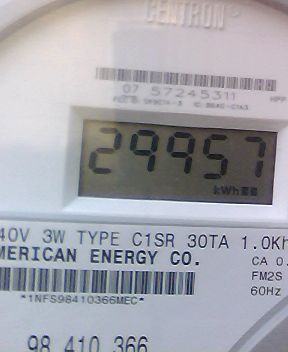 CENTRON®
07 57245311
29957
kWh
40V 3W TYPE C1SR 30TA 1.0Kh
MERICAN ENERGY CO.
CA 0.
FM2S
60Hz
*1NFS98410366MEC*
98 410 366